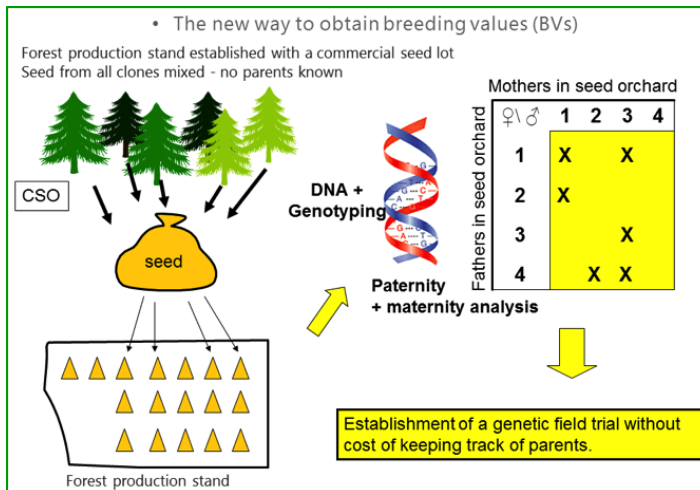 • The new way to obtain breeding values (BVs)
Forest production stand established with a commercial seed lot
Seed from all clones mixed - no parents known
CSO
seed
Forest production stand
DNA +
Genotyping
Paternity
+ maternity analysis
Mothers in seed orchard
♀\♂ 1 2 3 4
Fathers in seed orchard
1 X X
2 X
3 X
4 X X
Establishment of a genetic field trial without
cost of keeping track of parents.